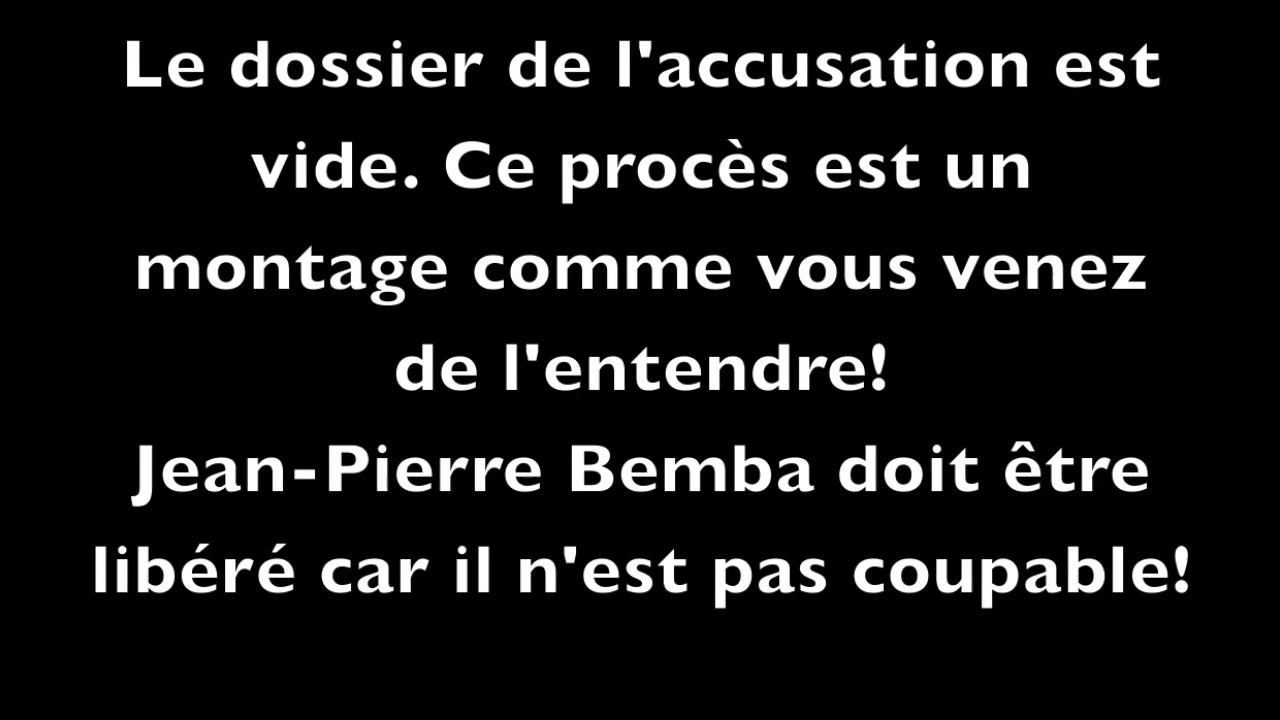 Le dossier de l'accusation est
vide. Ce procès est un
montage comme vous venez
de l'entendre!
Jean-Pierre Bemba doit être
libéré car il n'est pas coupable!